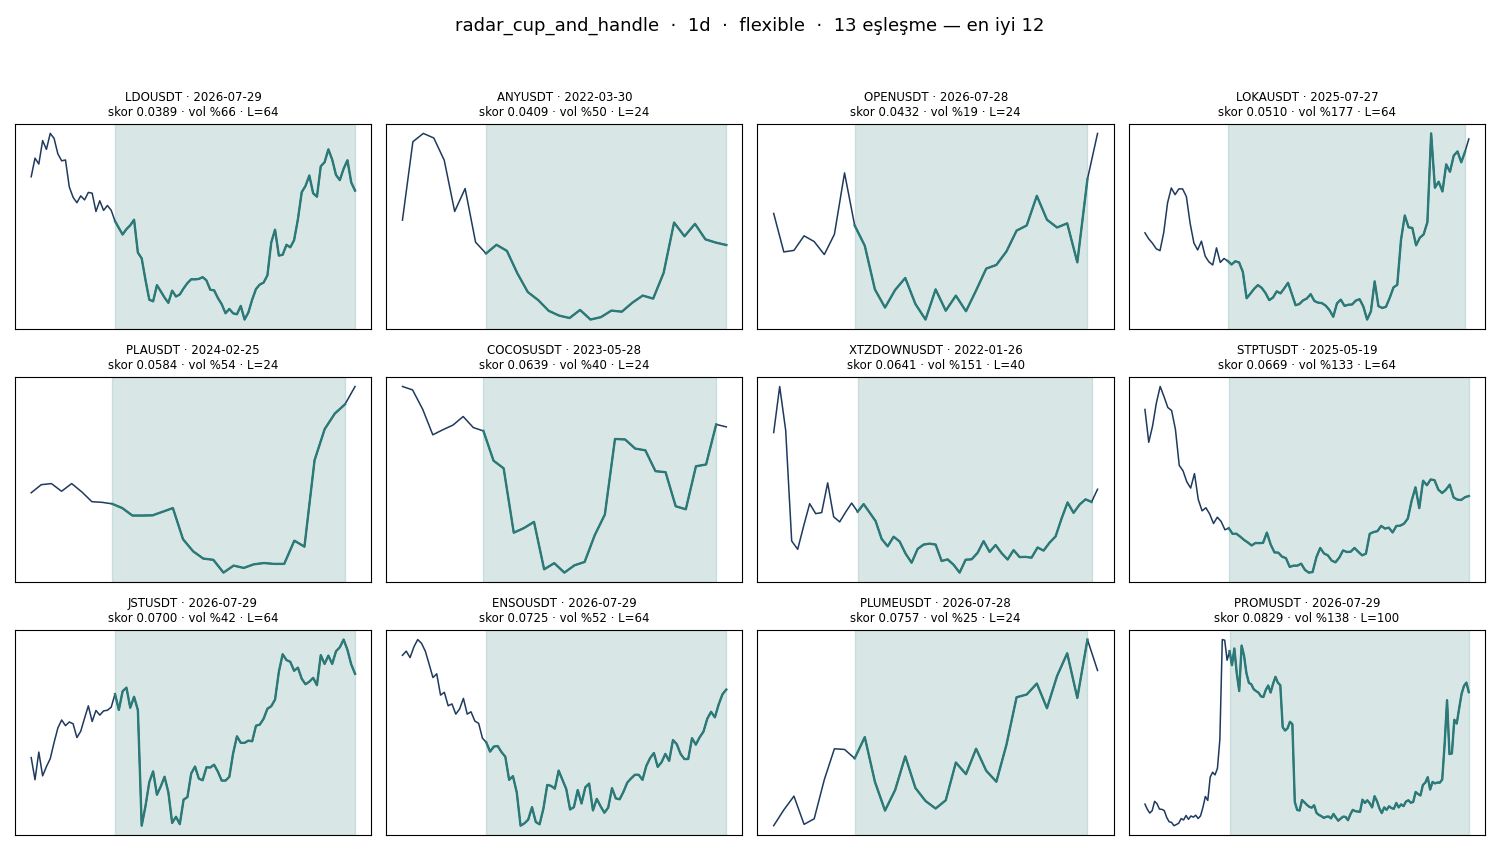 radar_cup_and_handle · 1d · flexible · 13 eşleşme — en iyi 12
LDOUSDT · 2026-07-29
skor 0.0389 · vol %66 · L=64
ANYUSDT · 2022-03-30
skor 0.0409 · vol %50 · L=24
OPENUSDT · 2026-07-28
skor 0.0432 · vol %19 · L=24
LOKAUSDT · 2025-07-27
skor 0.0510 · vol %177 · L=64
PLAUSDT · 2024-02-25
skor 0.0584 · vol %54 · L=24
COCOSUSDT · 2023-05-28
skor 0.0639 · vol %40 · L=24
XTZDOWNUSDT · 2022-01-26
skor 0.0641 · vol %151 · L=40
STPTUSDT · 2025-05-19
skor 0.0669 · vol %133 · L=64
JSTUSDT · 2026-07-29
skor 0.0700 · vol %42 · L=64
ENSOUSDT · 2026-07-29
skor 0.0725 · vol %52 · L=64
PLUMEUSDT · 2026-07-28
skor 0.0757 · vol %25 · L=24
PROMUSDT · 2026-07-29
skor 0.0829 · vol %138 · L=100